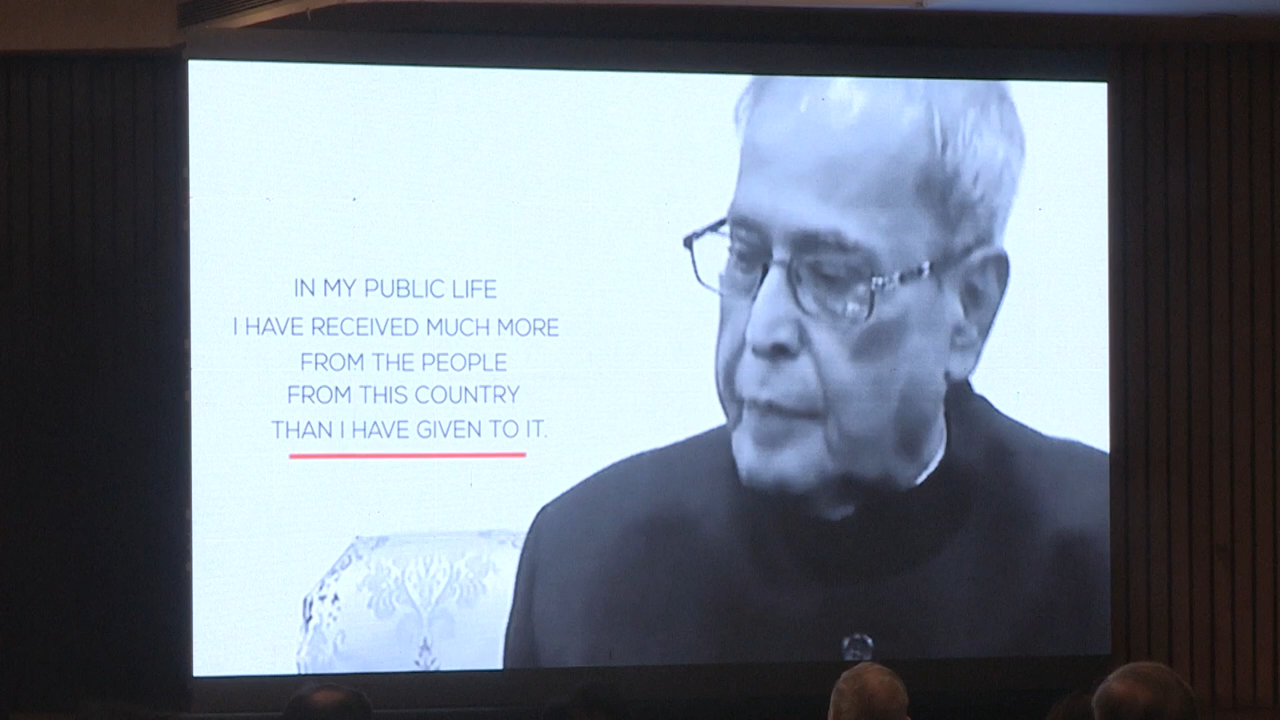 IN MY PUBLIC LIFE
I HAVE RECEIVED MUCH MORE
FROM THE PEOPLE
FROM THIS COUNTRY
THAN I HAVE GIVEN TO IT.